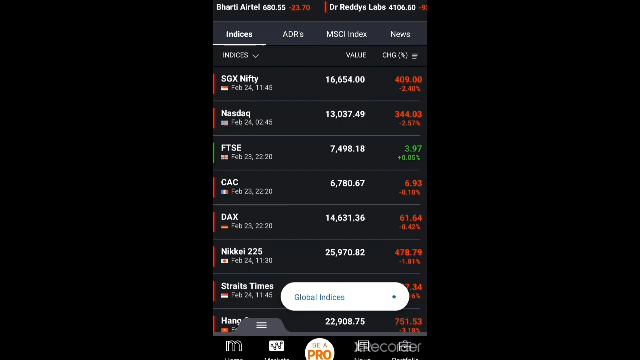 Bharti Airtel 680.55 -23.70 Dr Reddys Labs 4106.60
Indices ADR's MSCI Index News
INDICES VALUE CHG (%)
SGX Nifty 16,654.00 409.00
Feb 24, 11:45 -2.40%
Nasdaq 13,037.49 344.03
Feb 24, 02:45 -2.57%
FTSE 7,498.18 3.97
Feb 23, 22:20 +0.05%
CAC 6,780.67 6.93
Feb 23, 22:20 -0.10%
DAX 14,631.36 61.64
Feb 23, 22:20 -0.42%
Nikkei 225 25,970.82 478.79
Feb 24, 11:30 -1.81%
Straits Times
Feb 24, 11:45
Global Indices
22,908.75 751.53
-3.18%
BE A
PRO